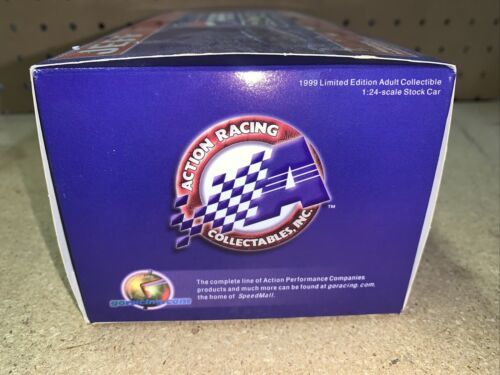 1999 Limited Edition Adult Collectible
1:24-scale Stock Car
ACTION RACING
A
COLLECTABLES, INC.
™
The complete line of Action Performance Companies
products and much more can be found at goracing.com,
the home of SpeedMall.
goracing.com